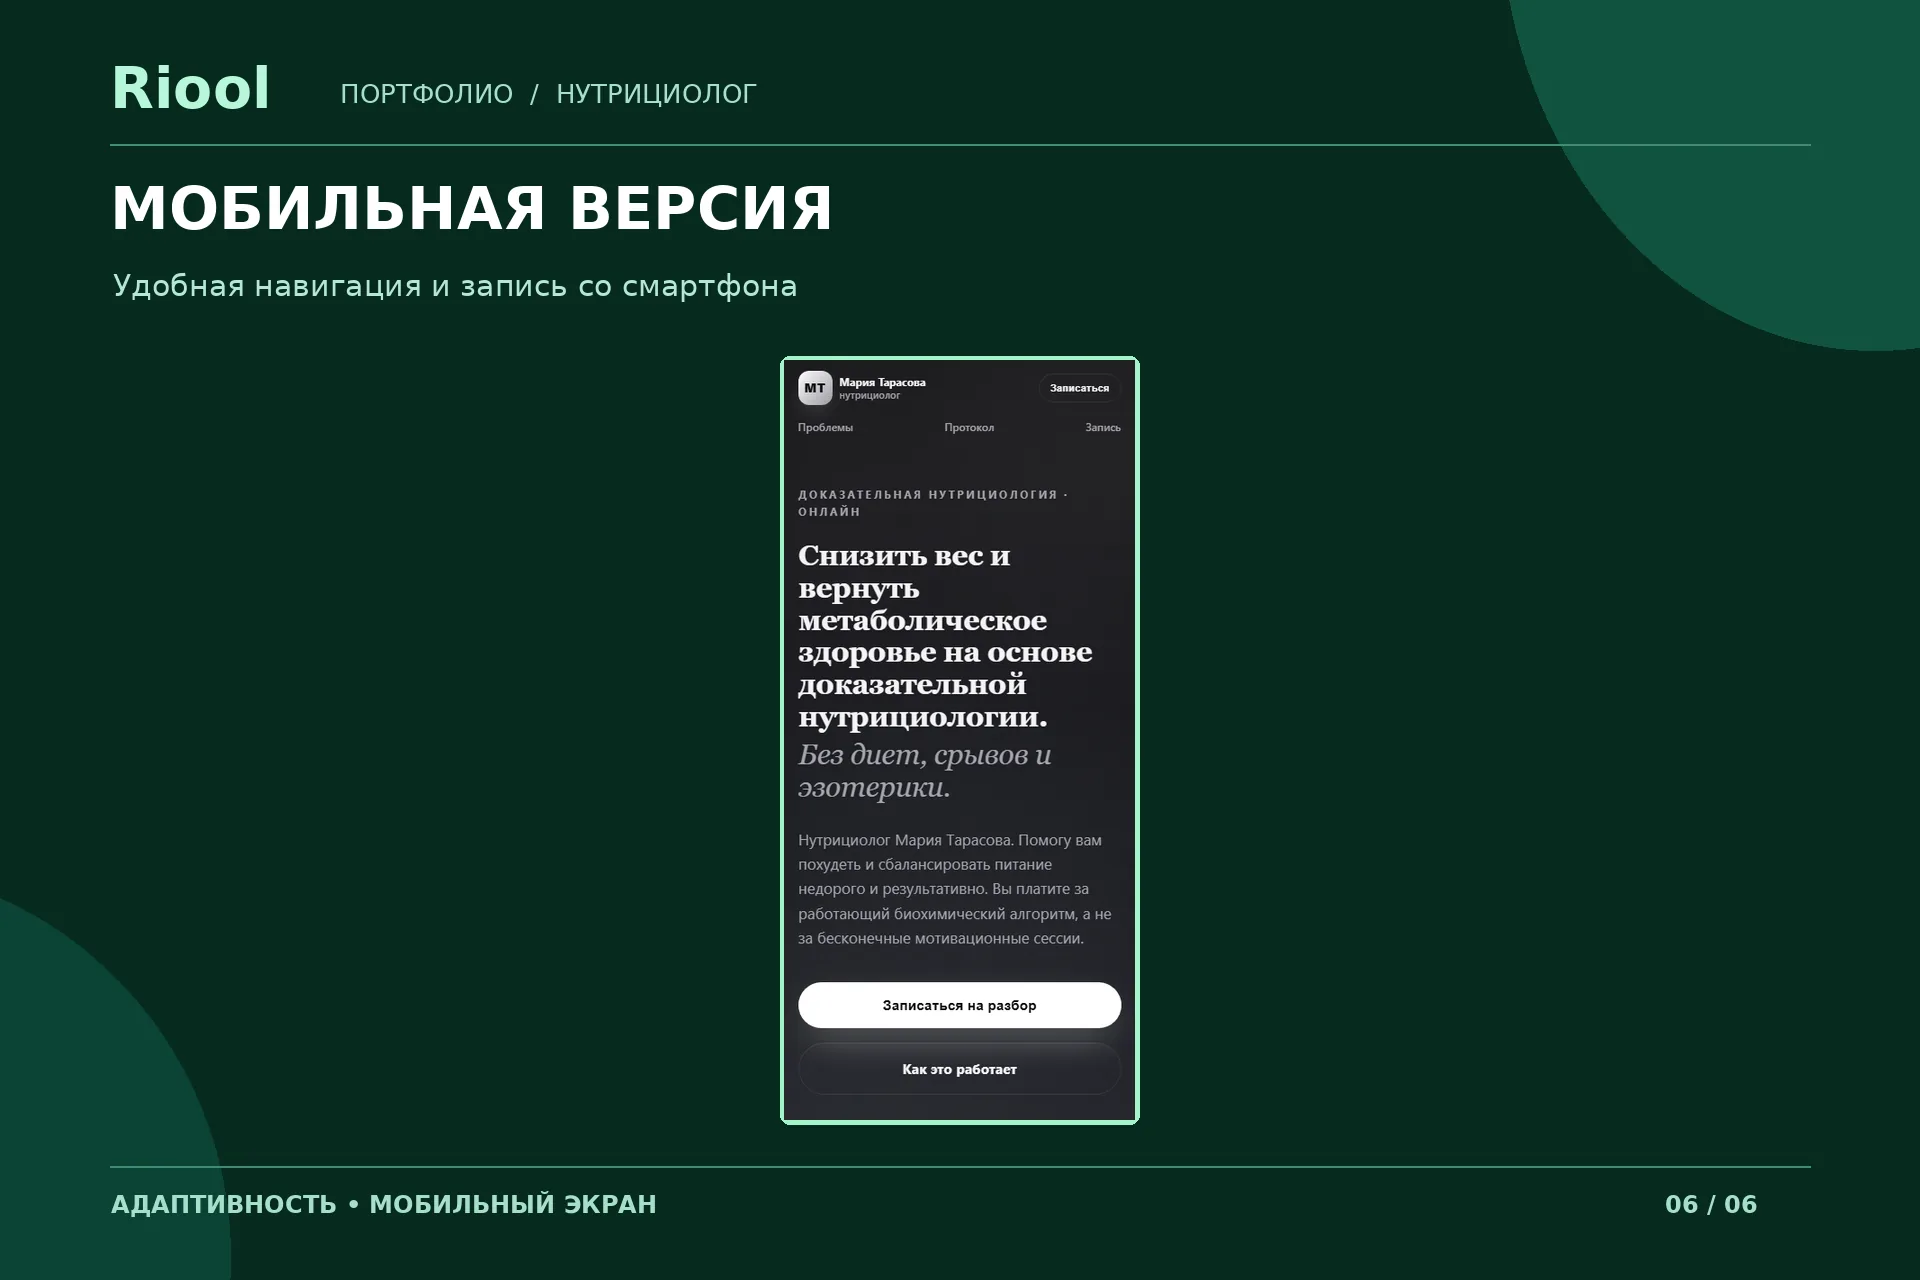 Riool
ПОРТФОЛИО / НУТРИЦИОЛОГ
МОБИЛЬНАЯ ВЕРСИЯ
Удобная навигация и запись со смартфона
МТ
Мария Тарасова
нутрициолог
Записаться
Проблемы Протокол Запись
ДОКАЗАТЕЛЬНАЯ НУТРИЦИОЛОГИЯ ·
ОНЛАЙН
Снизить вес и
вернуть
метаболическое
здоровье на основе
доказательной
нутрициологии.
Без диет, срывов и
эзотерики.
Нутрициолог Мария Тарасова. Помогу вам
похудеть и сбалансировать питание
недорого и результативно. Вы платите за
работающий биохимический алгоритм, а не
за бесконечные мотивационные сессии.
Записаться на разбор
Как это работает
АДАПТИВНОСТЬ • МОБИЛЬНЫЙ ЭКРАН
06 / 06